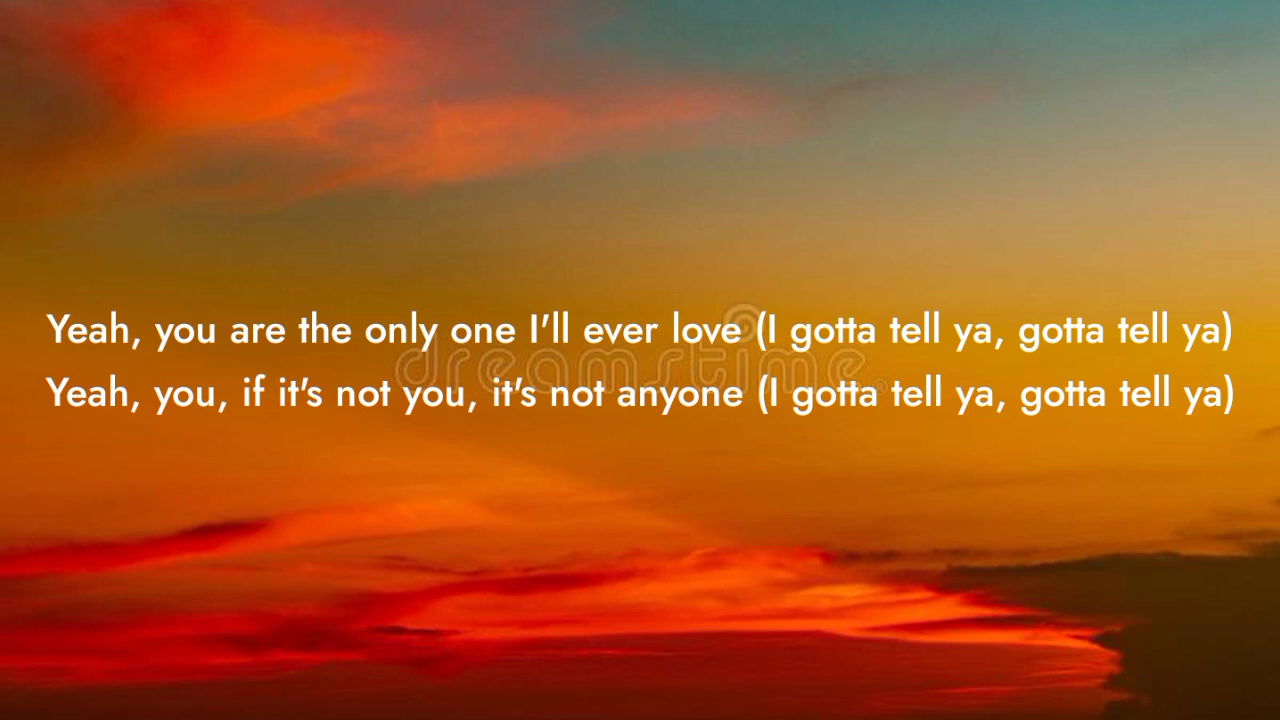 Yeah, you are the only one I'll ever love (I gotta tell ya, gotta tell ya)
dreamstime
Yeah, you, if it's not you, it's not anyone (I gotta tell ya, gotta tell ya)